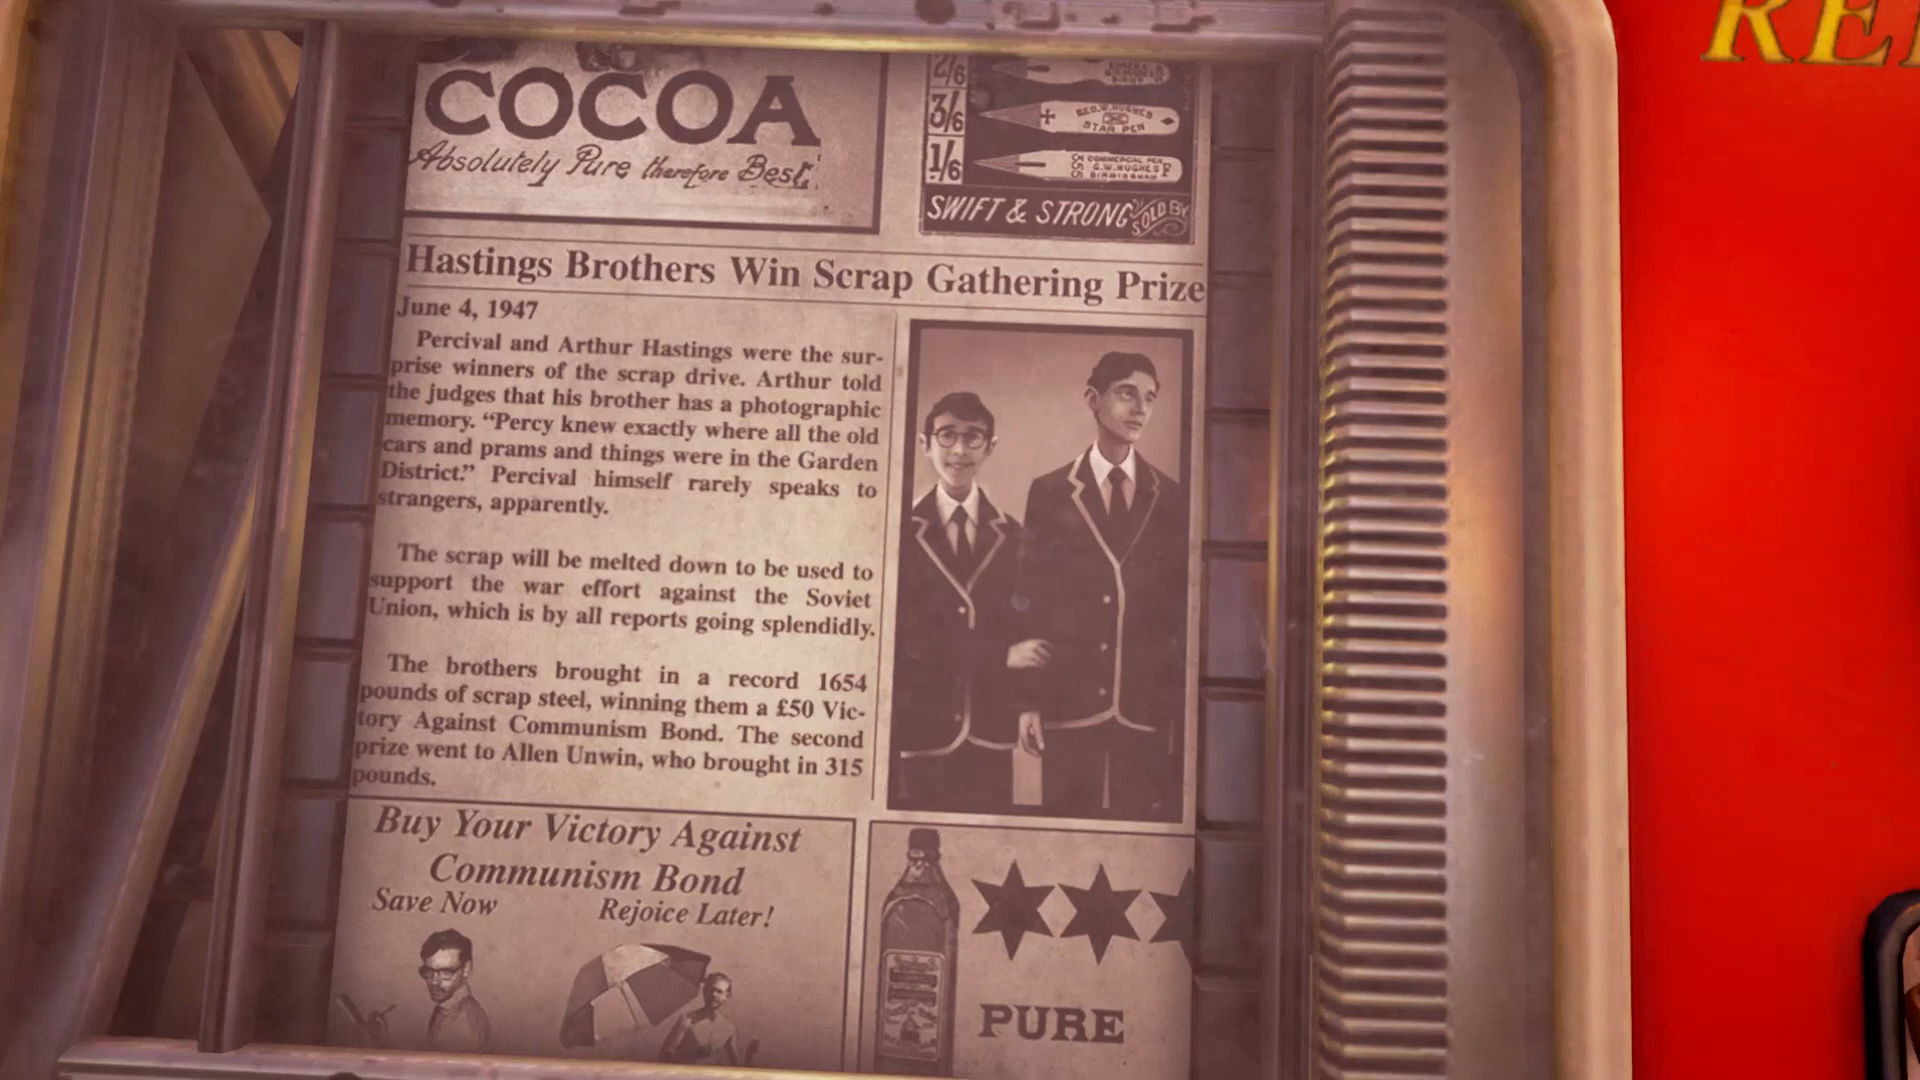 COCOA
Absolutely Pure therefore Best.
2/6
3/6
GEO. W. HUGHES
STAR PEN
1/6
COMMERCIAL PEN
G.W. HUGHES F
BIRMINGHAM
SWIFT & STRONG SOLD BY
Hastings Brothers Win Scrap Gathering Prize
June 4, 1947
Percival and Arthur Hastings were the sur-
prise winners of the scrap drive. Arthur told
the judges that his brother has a photographic
memory. “Percy knew exactly where all the old
cars and prams and things were in the Garden
District.” Percival himself rarely speaks to
strangers, apparently.
The scrap will be melted down to be used to
support the war effort against the Soviet
Union, which is by all reports going splendidly.
The brothers brought in a record 1654
pounds of scrap steel, winning them a £50 Vic-
tory Against Communism Bond. The second
prize went to Allen Unwin, who brought in 315
pounds.
Buy Your Victory Against
Communism Bond
Save Now
Rejoice Later!
PURE
RE